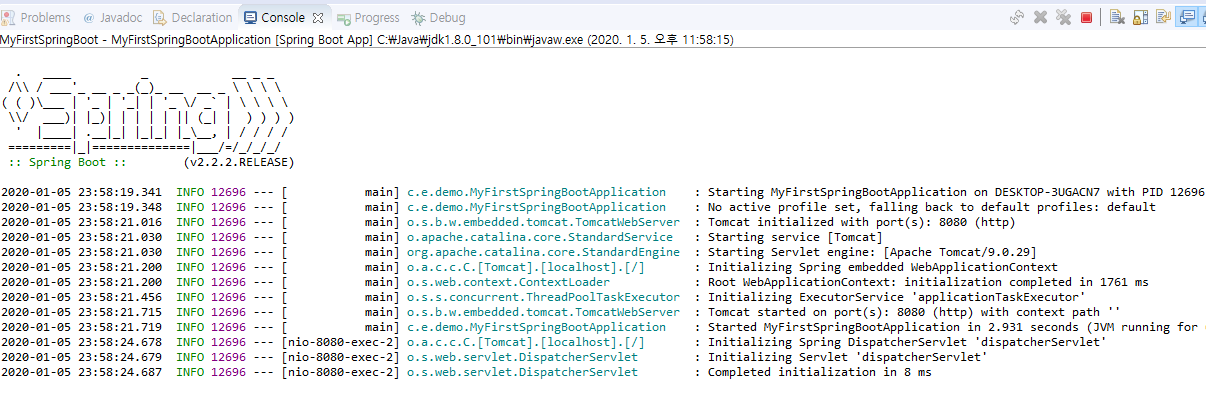 Problems @ Javadoc Declaration Console Progress Debug
MyFirstSpringBoot - MyFirstSpringBootApplication [Spring Boot App] C:₩Java₩jdk1.8.0_101₩bin₩javaw.exe (2020. 1. 5. 오후 11:58:15)
Spring
:: Spring Boot :: (v2.2.2.RELEASE)
2020-01-05 23:58:19.341 INFO 12696 --- [ main] c.e.demo.MyFirstSpringBootApplication : Starting MyFirstSpringBootApplication on DESKTOP-3UGACN7 with PID 12696
2020-01-05 23:58:19.348 INFO 12696 --- [ main] c.e.demo.MyFirstSpringBootApplication : No active profile set, falling back to default profiles: default
2020-01-05 23:58:21.016 INFO 12696 --- [ main] o.s.b.w.embedded.tomcat.TomcatWebServer : Tomcat initialized with port(s): 8080 (http)
2020-01-05 23:58:21.030 INFO 12696 --- [ main] o.apache.catalina.core.StandardService : Starting service [Tomcat]
2020-01-05 23:58:21.030 INFO 12696 --- [ main] org.apache.catalina.core.StandardEngine : Starting Servlet engine: [Apache Tomcat/9.0.29]
2020-01-05 23:58:21.200 INFO 12696 --- [ main] o.a.c.c.C.[Tomcat].[localhost].[/] : Initializing Spring embedded WebApplicationContext
2020-01-05 23:58:21.200 INFO 12696 --- [ main] o.s.web.context.ContextLoader : Root WebApplicationContext: initialization completed in 1761 ms
2020-01-05 23:58:21.456 INFO 12696 --- [ main] o.s.s.concurrent.ThreadPoolTaskExecutor : Initializing ExecutorService 'applicationTaskExecutor'
2020-01-05 23:58:21.715 INFO 12696 --- [ main] o.s.b.w.embedded.tomcat.TomcatWebServer : Tomcat started on port(s): 8080 (http) with context path ''
2020-01-05 23:58:21.719 INFO 12696 --- [ main] c.e.demo.MyFirstSpringBootApplication : Started MyFirstSpringBootApplication in 2.931 seconds (JVM running for
2020-01-05 23:58:24.678 INFO 12696 --- [nio-8080-exec-2] o.a.c.c.C.[Tomcat].[localhost].[/] : Initializing Spring DispatcherServlet 'dispatcherServlet'
2020-01-05 23:58:24.679 INFO 12696 --- [nio-8080-exec-2] o.s.web.servlet.DispatcherServlet : Initializing Servlet 'dispatcherServlet'
2020-01-05 23:58:24.687 INFO 12696 --- [nio-8080-exec-2] o.s.web.servlet.DispatcherServlet : Completed initialization in 8 ms